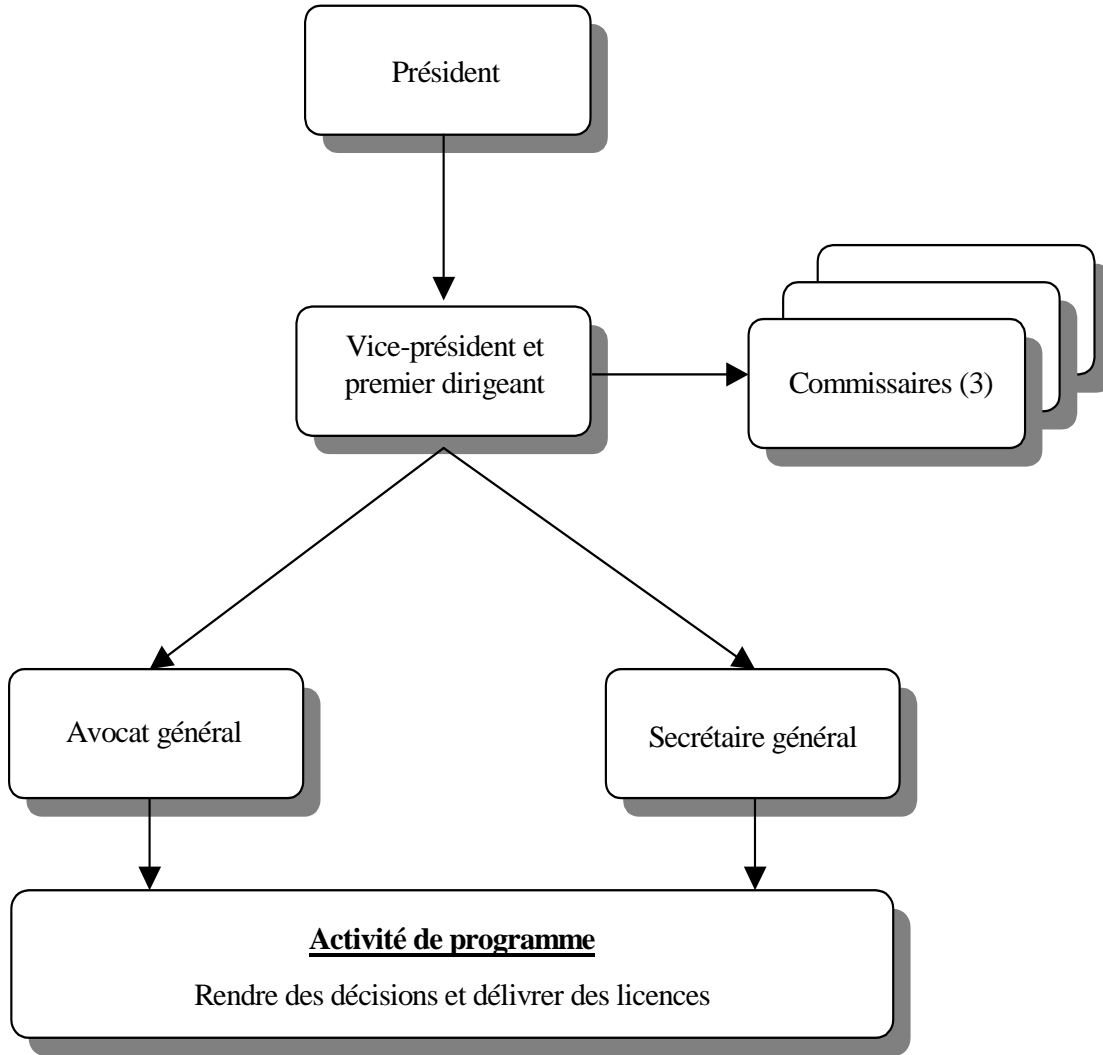 Président
Vice-président et
premier dirigeant
Commissaires (3)
Avocat général
Secrétaire général
Activité de programme
Rendre des décisions et délivrer des licences